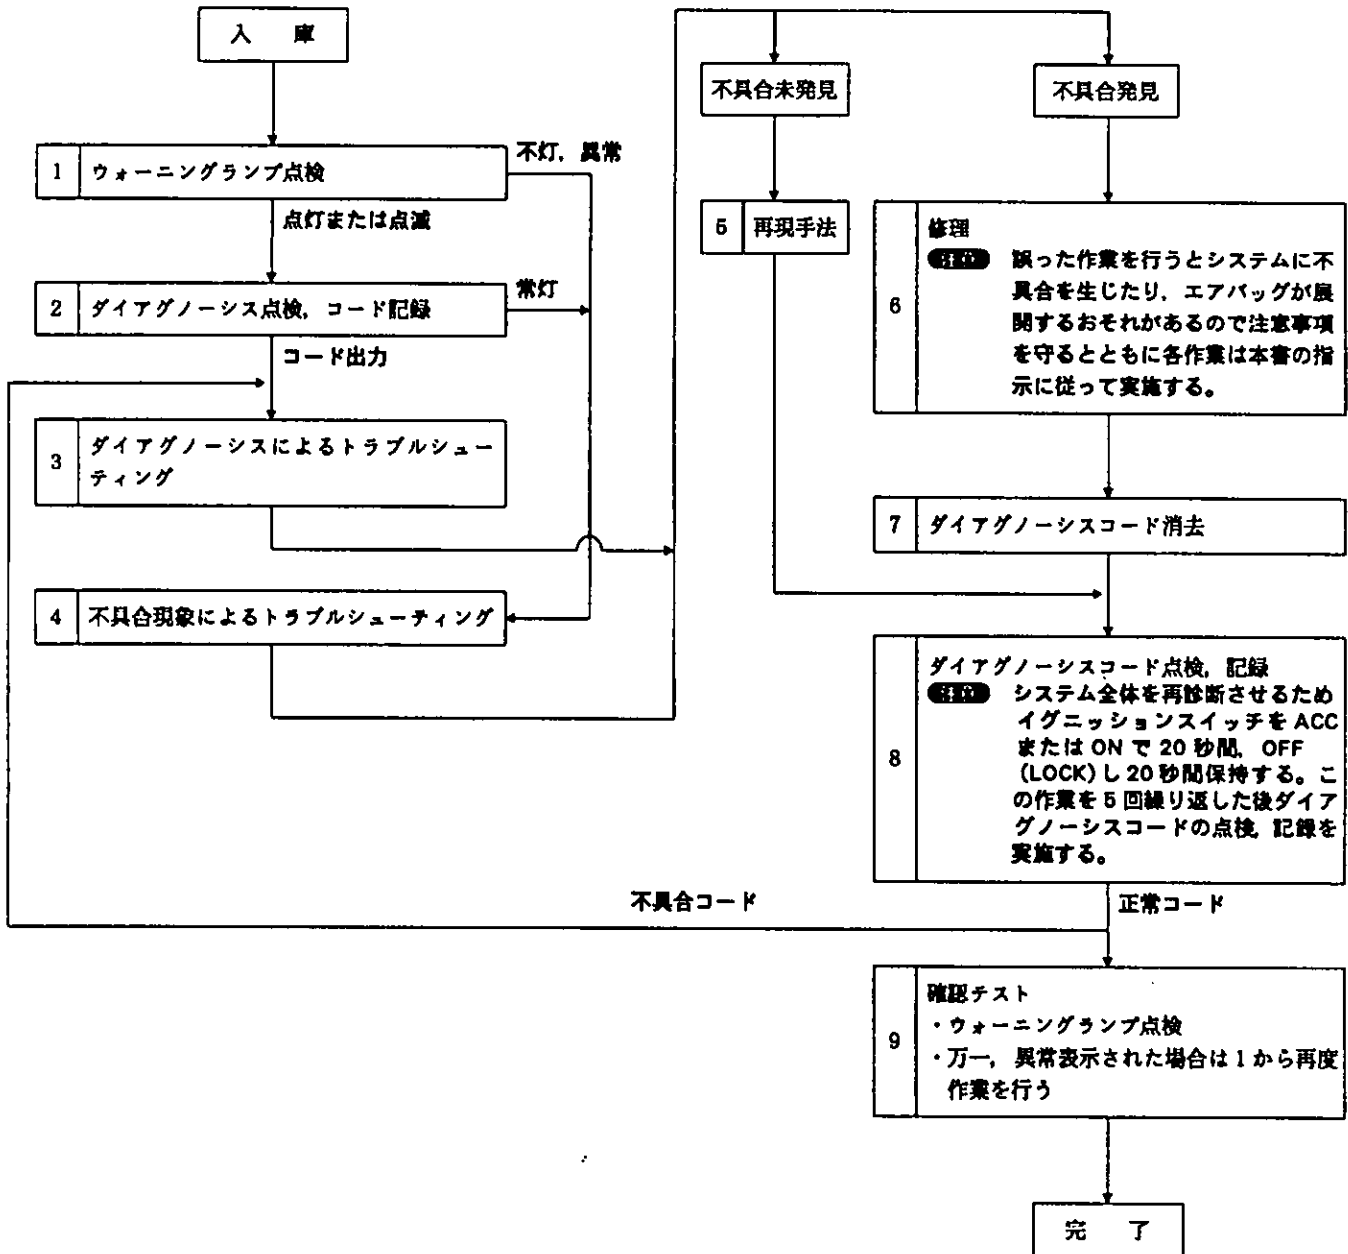 入 庫
1 ウォーニングランプ点検
不灯,異常
点灯または点滅
2 ダイアグノーシス点検,コード記録
常灯
コード出力
3 ダイアグノーシスによるトラブルシュー
ティング
4 不具合現象によるトラブルシューティング
不具合未発見
5 再現手法
不具合発見
6 修理
注意 誤った作業を行うとシステムに不
具合を生じたり,エアバッグが展
開するおそれがあるので注意事項
を守るとともに各作業は本書の指
示に従って実施する。
7 ダイアグノーシスコード消去
8 ダイアグノーシスコード点検,記録
注意 システム全体を再診断させるため
イグニッションスイッチを ACC
または ON で 20 秒間,OFF
(LOCK)し 20 秒間保持する。こ
の作業を 5 回繰り返した後ダイア
グノーシスコードの点検,記録を
実施する。
不具合コード
正常コード
9 確認テスト
・ウォーニングランプ点検
・万一,異常表示された場合は 1 から再度
作業を行う
完 了